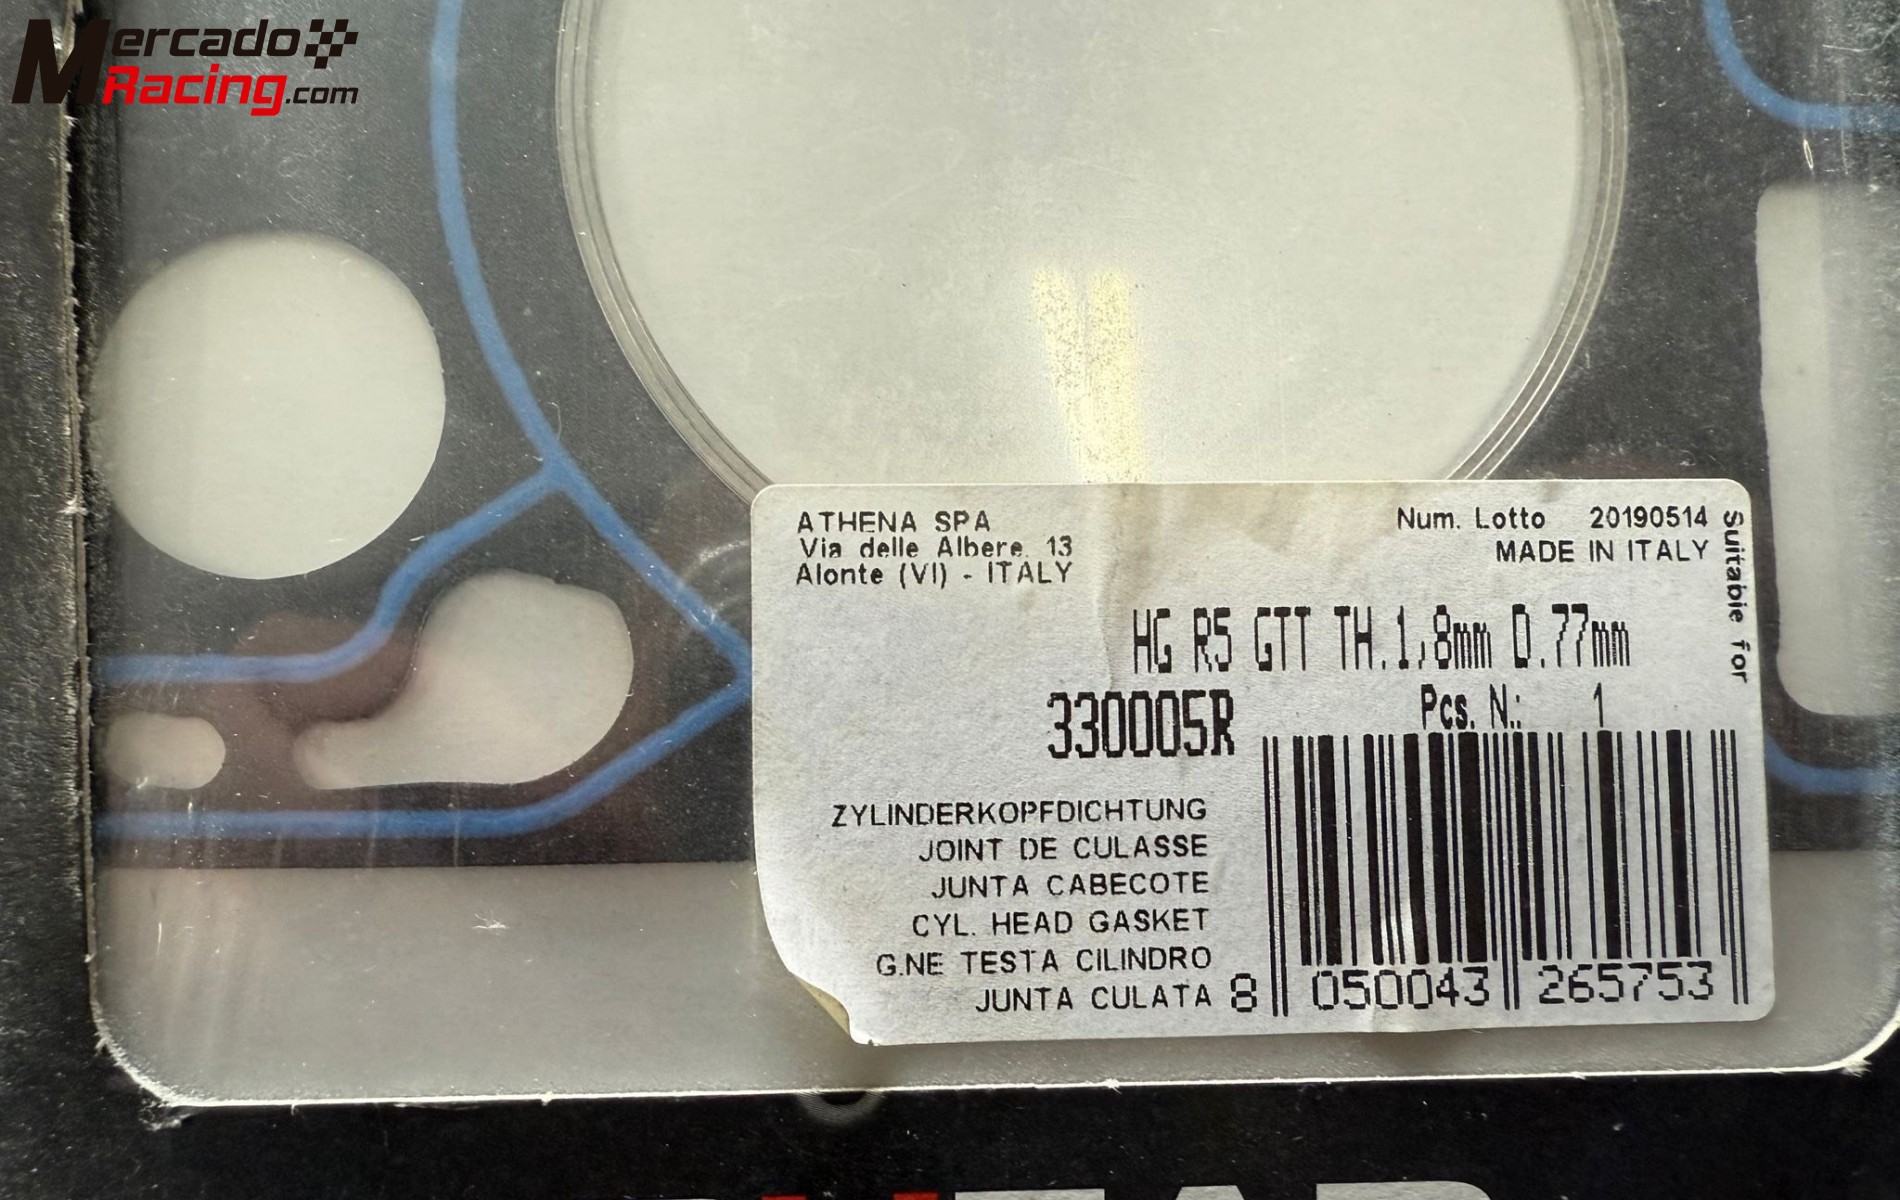 Mercado
Racing.com
ATHENA SPA
Via delle Albere, 13
Alonte (VI) - ITALY
Num. Lotto 20190514
MADE IN ITALY
Suitable for
HG R5 GTT TH.1,8mm D.77mm
330005R
Pcs. N.: 1
ZYLINDERKOPFDICHTUNG
JOINT DE CULASSE
JUNTA CABECOTE
CYL. HEAD GASKET
G.NE TESTA CILINDRO
JUNTA CULATA
8 050043 265753